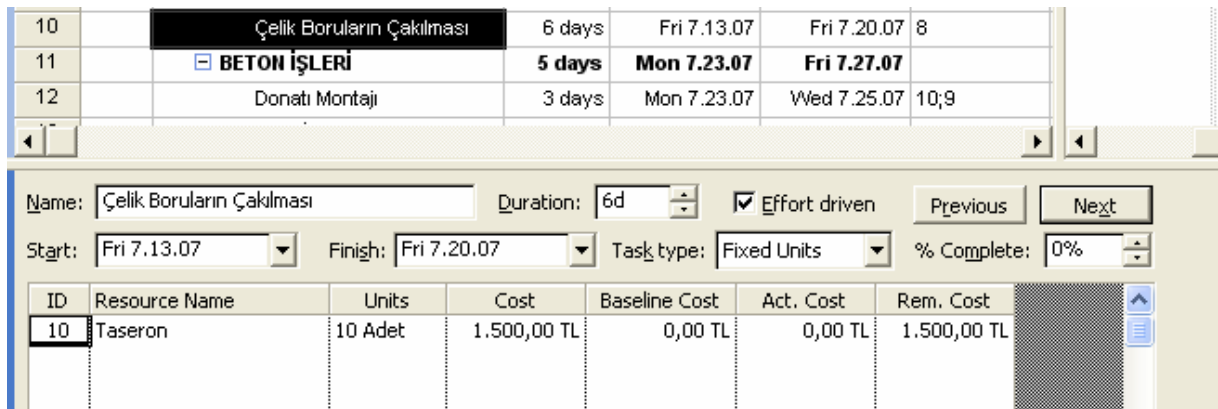 10 Çelik Boruların Çakılması 6 days Fri 7.13.07 Fri 7.20.07 8
11 BETON İŞLERİ 5 days Mon 7.23.07 Fri 7.27.07
12 Donatı Montajı 3 days Mon 7.23.07 Wed 7.25.07 10;9
Name: Çelik Boruların Çakılması Duration: 6d Effort driven Previous Next
Start: Fri 7.13.07 Finish: Fri 7.20.07 Task type: Fixed Units % Complete: 0%
ID Resource Name Units Cost Baseline Cost Act. Cost Rem. Cost
10 Taseron 10 Adet 1.500,00 TL 0,00 TL 0,00 TL 1.500,00 TL